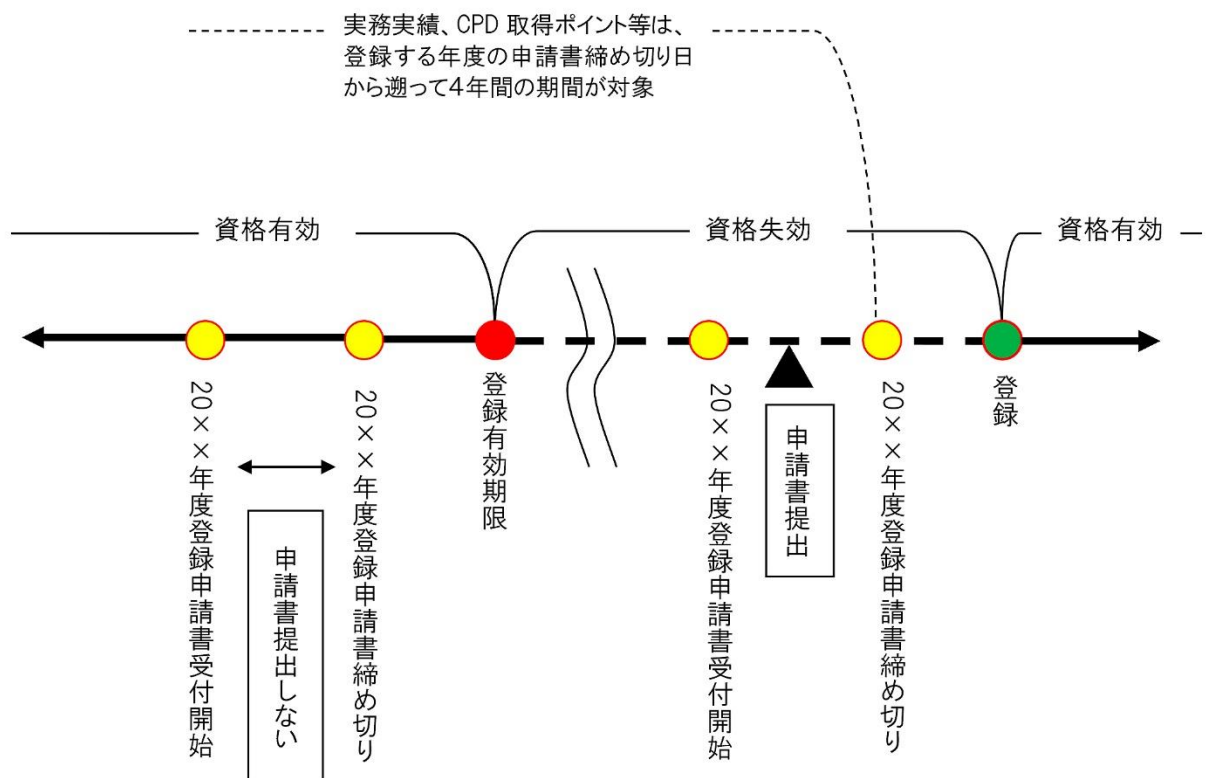 実務実績、CPD 取得ポイント等は、
登録する年度の申請書締め切り日
から遡って4年間の期間が対象
資格有効
資格失効
資格有効
20××年度登録申請書受付開始
申請書提出しない
20××年度登録申請書締め切り
登録有効期限
20××年度登録申請書受付開始
申請書提出
20××年度登録申請書締め切り
登録